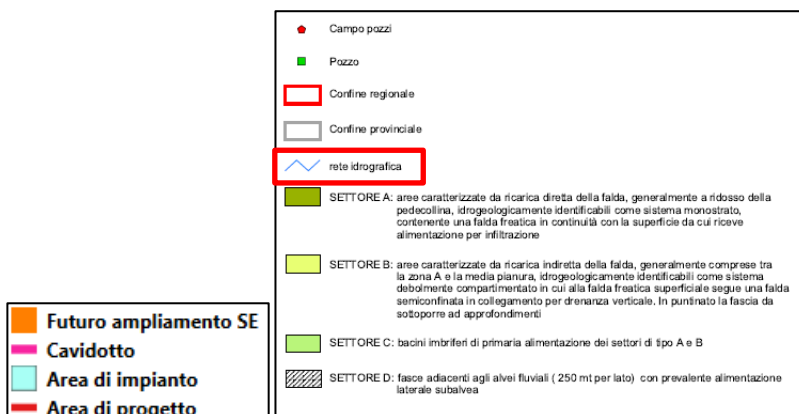 Campo pozzi
Pozzo
Confine regionale
Confine provinciale
rete idrografica
SETTORE A: aree caratterizzate da ricarica diretta della falda, generalmente a ridosso della
pedecollina, idrogeologicamente identificabili come sistema monostrato,
contenente una falda freatica in continuità con la superficie da cui riceve
alimentazione per infiltrazione
SETTORE B: aree caratterizzate da ricarica indiretta della falda, generalmente comprese tra
la zona A e la media pianura, idrogeologicamente identificabili come sistema
debolmente compartimentato in cui alla falda freatica superficiale segue una falda
semiconfinata in collegamento per drenanza verticale. In puntinato la fascia da
sottoporre ad approfondimenti
SETTORE C: bacini imbriferi di primaria alimentazione dei settori di tipo A e B
SETTORE D: fasce adiacenti agli alvei fluviali ( 250 mt per lato) con prevalente alimentazione
laterale subalvea
Futuro ampliamento SE
Cavidotto
Area di impianto
Area di progetto